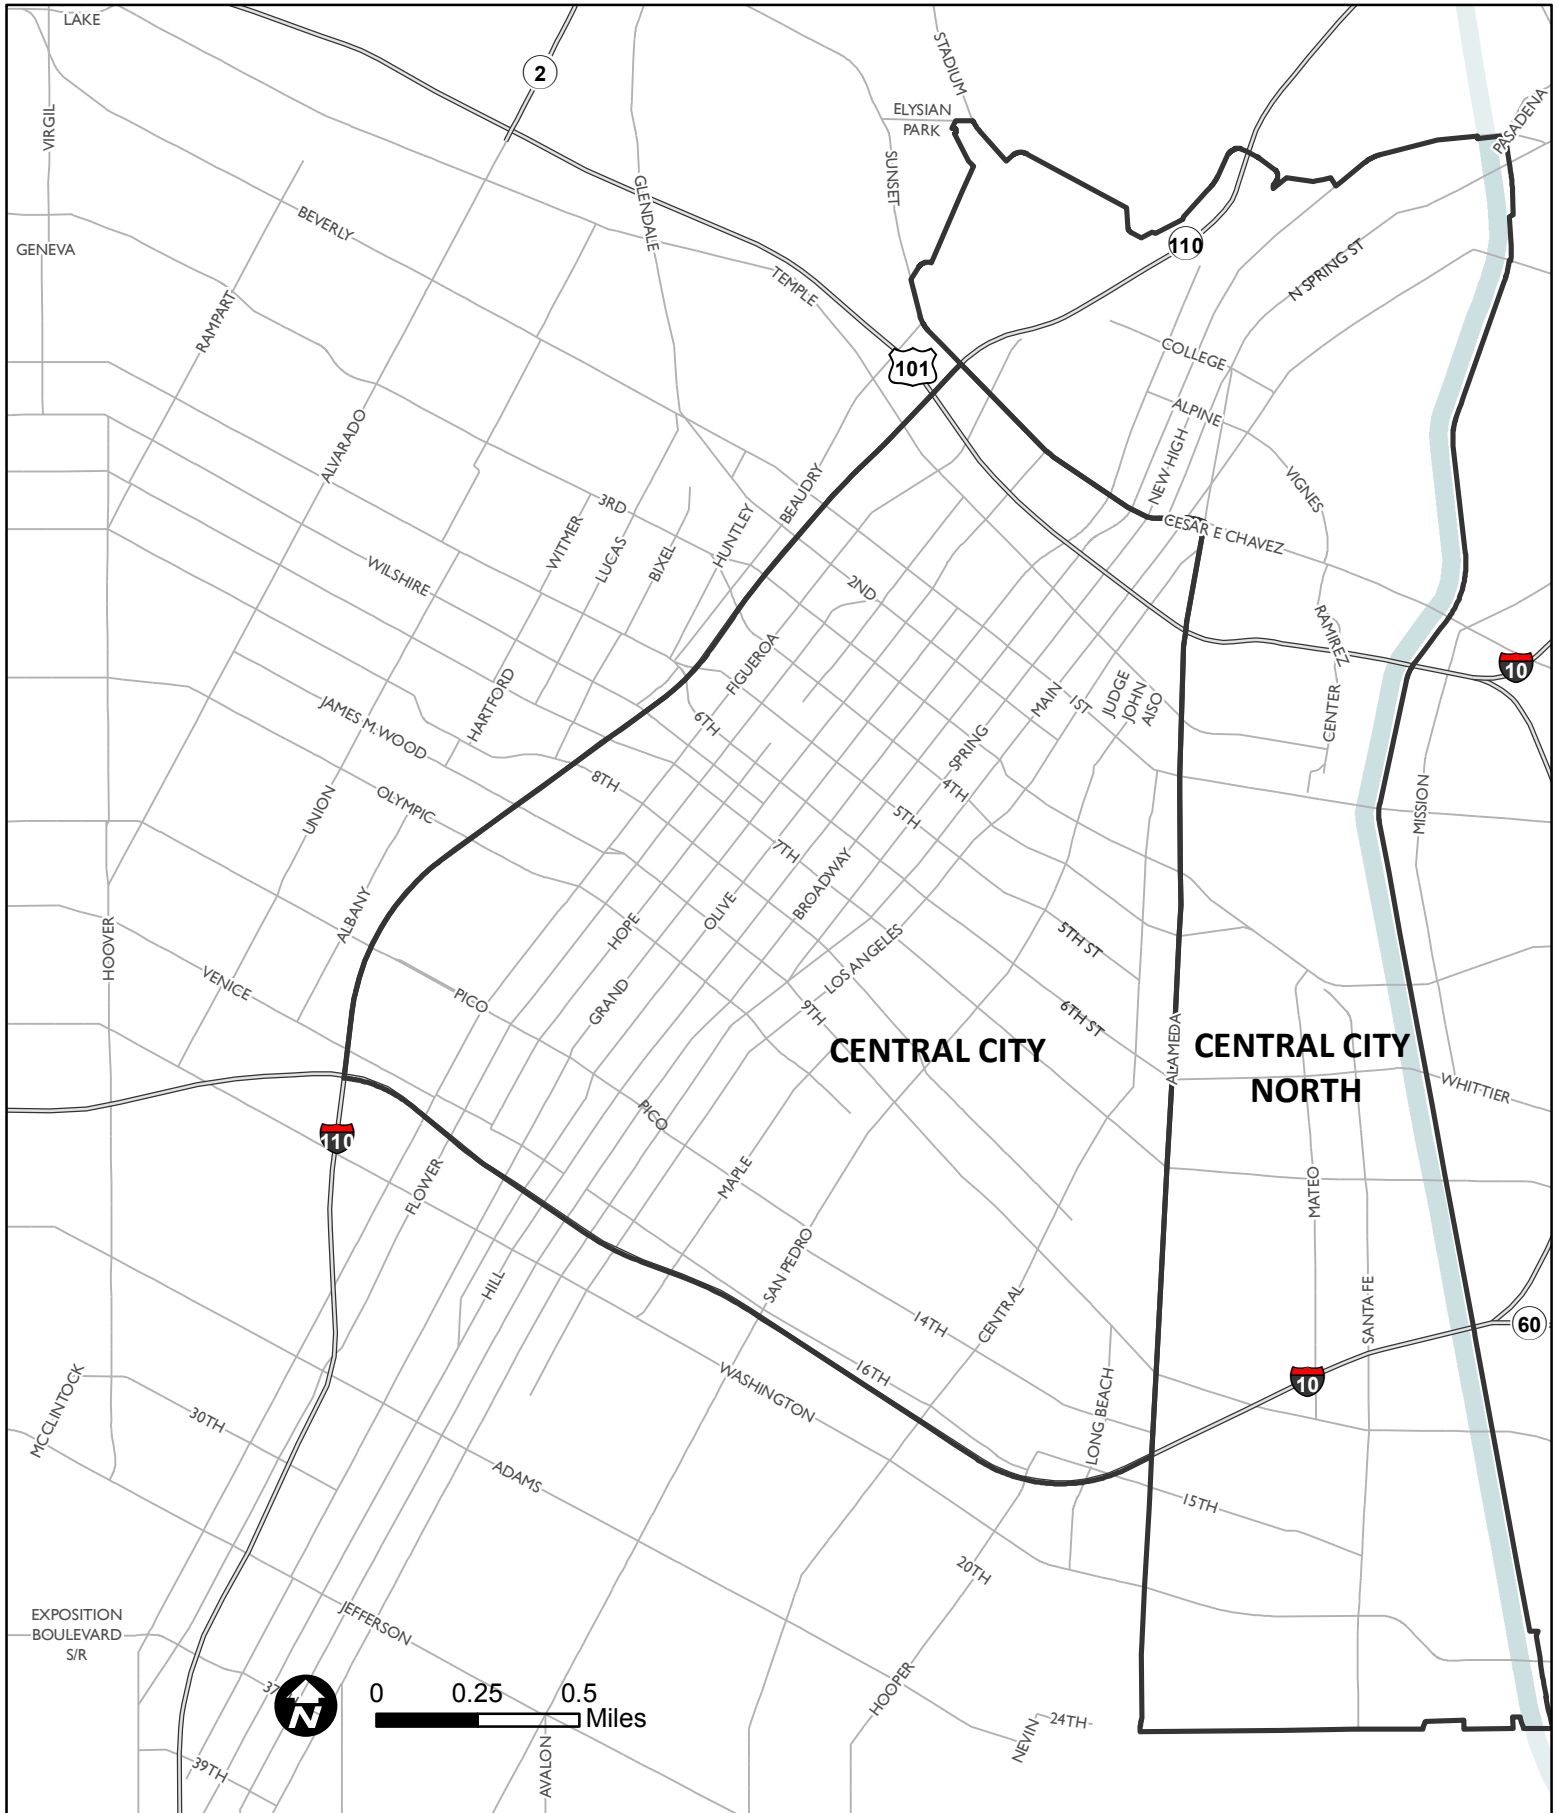 LAKE
2
STADIUM
ELYSIAN
PARK
PASADENA
VIRGIL
SUNSET
GLENDALE
BEVERLY
GENEVA
110
TEMPLE
N SPRING ST
RAMPART
COLLEGE
101
ALPINE
ALVARADO
NEW HIGH
BEAUDRY
VIGNES
3RD
HUNTLEY
CESAR E CHAVEZ
WITMER
LUCAS
BIXEL
WILSHIRE
2ND
RAMIREZ
FIGUEROA
10
HARTFORD
JUDGE
JOHN
AISO
MAIN
1ST
CENTER
JAMES M WOOD
6TH
SPRING
8TH
4TH
MISSION
UNION
OLYMPIC
5TH
7TH
BROADWAY
ALBANY
OLIVE
HOPE
5TH ST
HOOVER
LOS ANGELES
VENICE
PICO
GRAND
9TH
6TH ST
ALAMEDA
CENTRAL CITY
CENTRAL CITY
NORTH
WHITTIER
PICO
110
FLOWER
MAPLE
MATEO
SAN PEDRO
HILL
CENTRAL
14TH
SANTA FE
60
16TH
10
WASHINGTON
LONG BEACH
MCCLINTOCK
30TH
ADAMS
15TH
20TH
EXPOSITION
BOULEVARD
S/R
JEFFERSON
HOOPER
37
N
0 0.25 0.5
Miles
24TH
NEVIN
39TH
AVALON